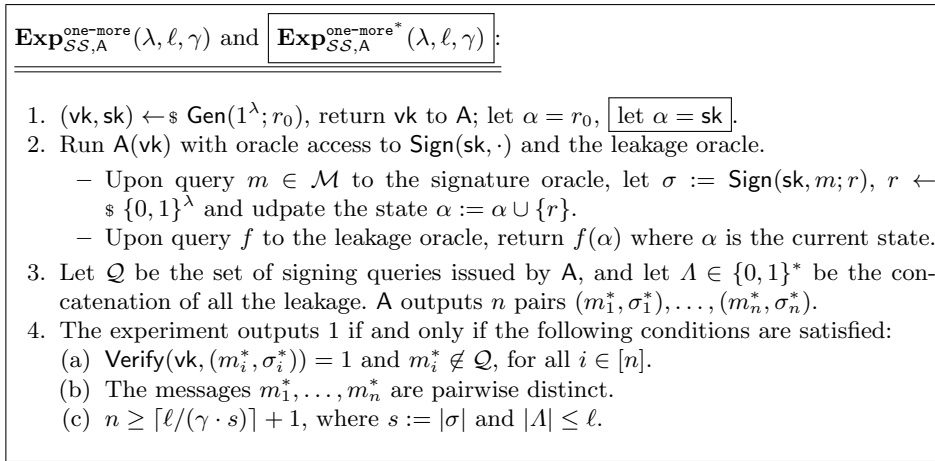 Exp^{one-more}_{SS,A}(λ, ℓ, γ) and Exp^{one-more*}_{SS,A}(λ, ℓ, γ):
1. (vk, sk) ←$ Gen(1^λ; r_0), return vk to A; let α = r_0, let α = sk.
2. Run A(vk) with oracle access to Sign(sk, ·) and the leakage oracle.
– Upon query m ∈ M to the signature oracle, let σ := Sign(sk, m; r), r ←
$ {0, 1}^λ and udpate the state α := α ∪ {r}.
– Upon query f to the leakage oracle, return f(α) where α is the current state.
3. Let Q be the set of signing queries issued by A, and let Λ ∈ {0, 1}* be the con-
catenation of all the leakage. A outputs n pairs (m*_1, σ*_1), . . . , (m*_n, σ*_n).
4. The experiment outputs 1 if and only if the following conditions are satisfied:
(a) Verify(vk, (m*_i, σ*_i)) = 1 and m*_i ∉ Q, for all i ∈ [n].
(b) The messages m*_1, . . . , m*_n are pairwise distinct.
(c) n ≥ ⌈ℓ/(γ · s)⌉ + 1, where s := |σ| and |Λ| ≤ ℓ.